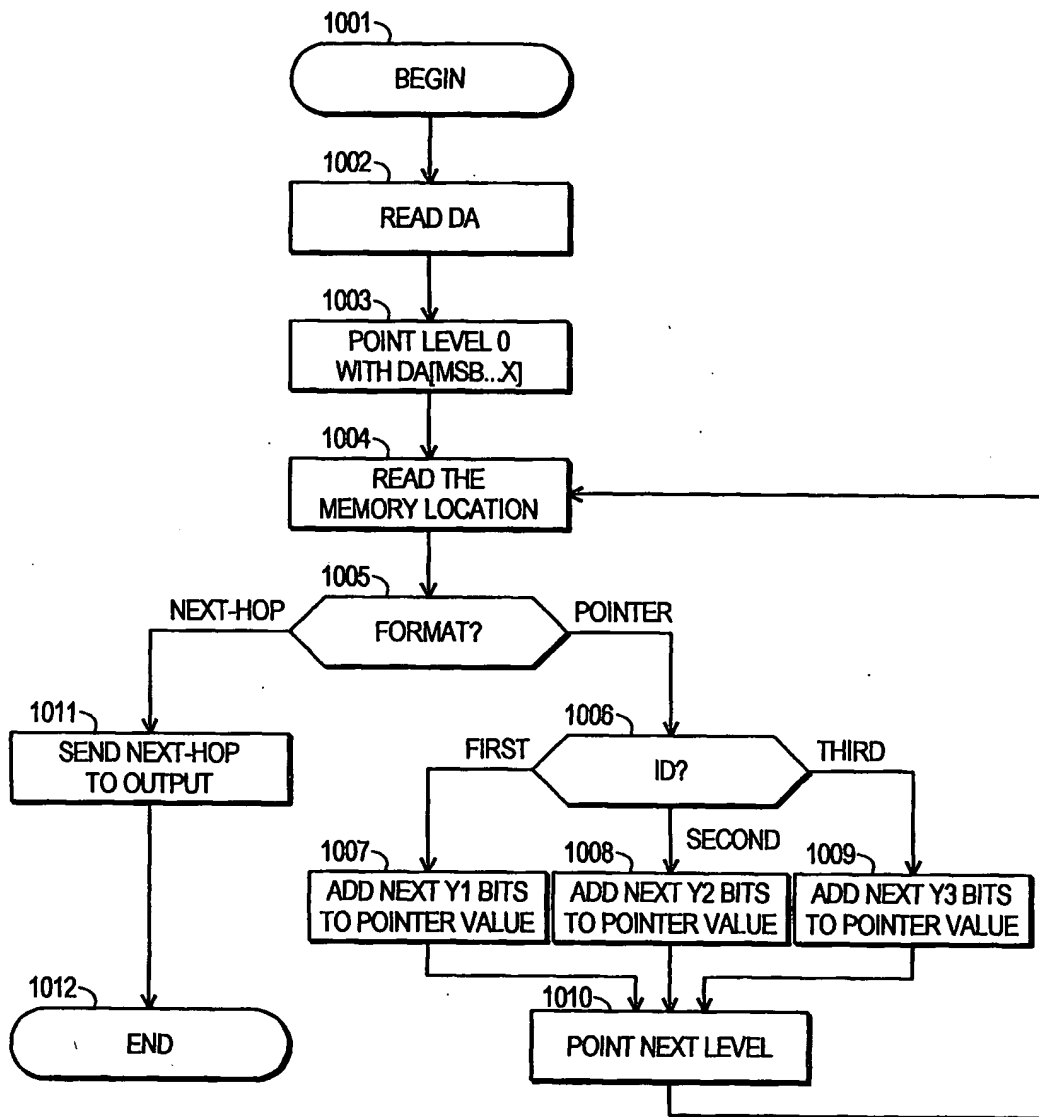 1001
BEGIN
1002
READ DA
1003
POINT LEVEL 0
WITH DA[MSB...X]
1004
READ THE
MEMORY LOCATION
1005
NEXT-HOP
FORMAT?
POINTER
1011
SEND NEXT-HOP
TO OUTPUT
1006
FIRST
ID?
THIRD
SECOND
1007
ADD NEXT Y1 BITS
TO POINTER VALUE
1008
ADD NEXT Y2 BITS
TO POINTER VALUE
1009
ADD NEXT Y3 BITS
TO POINTER VALUE
1010
POINT NEXT LEVEL
1012
END